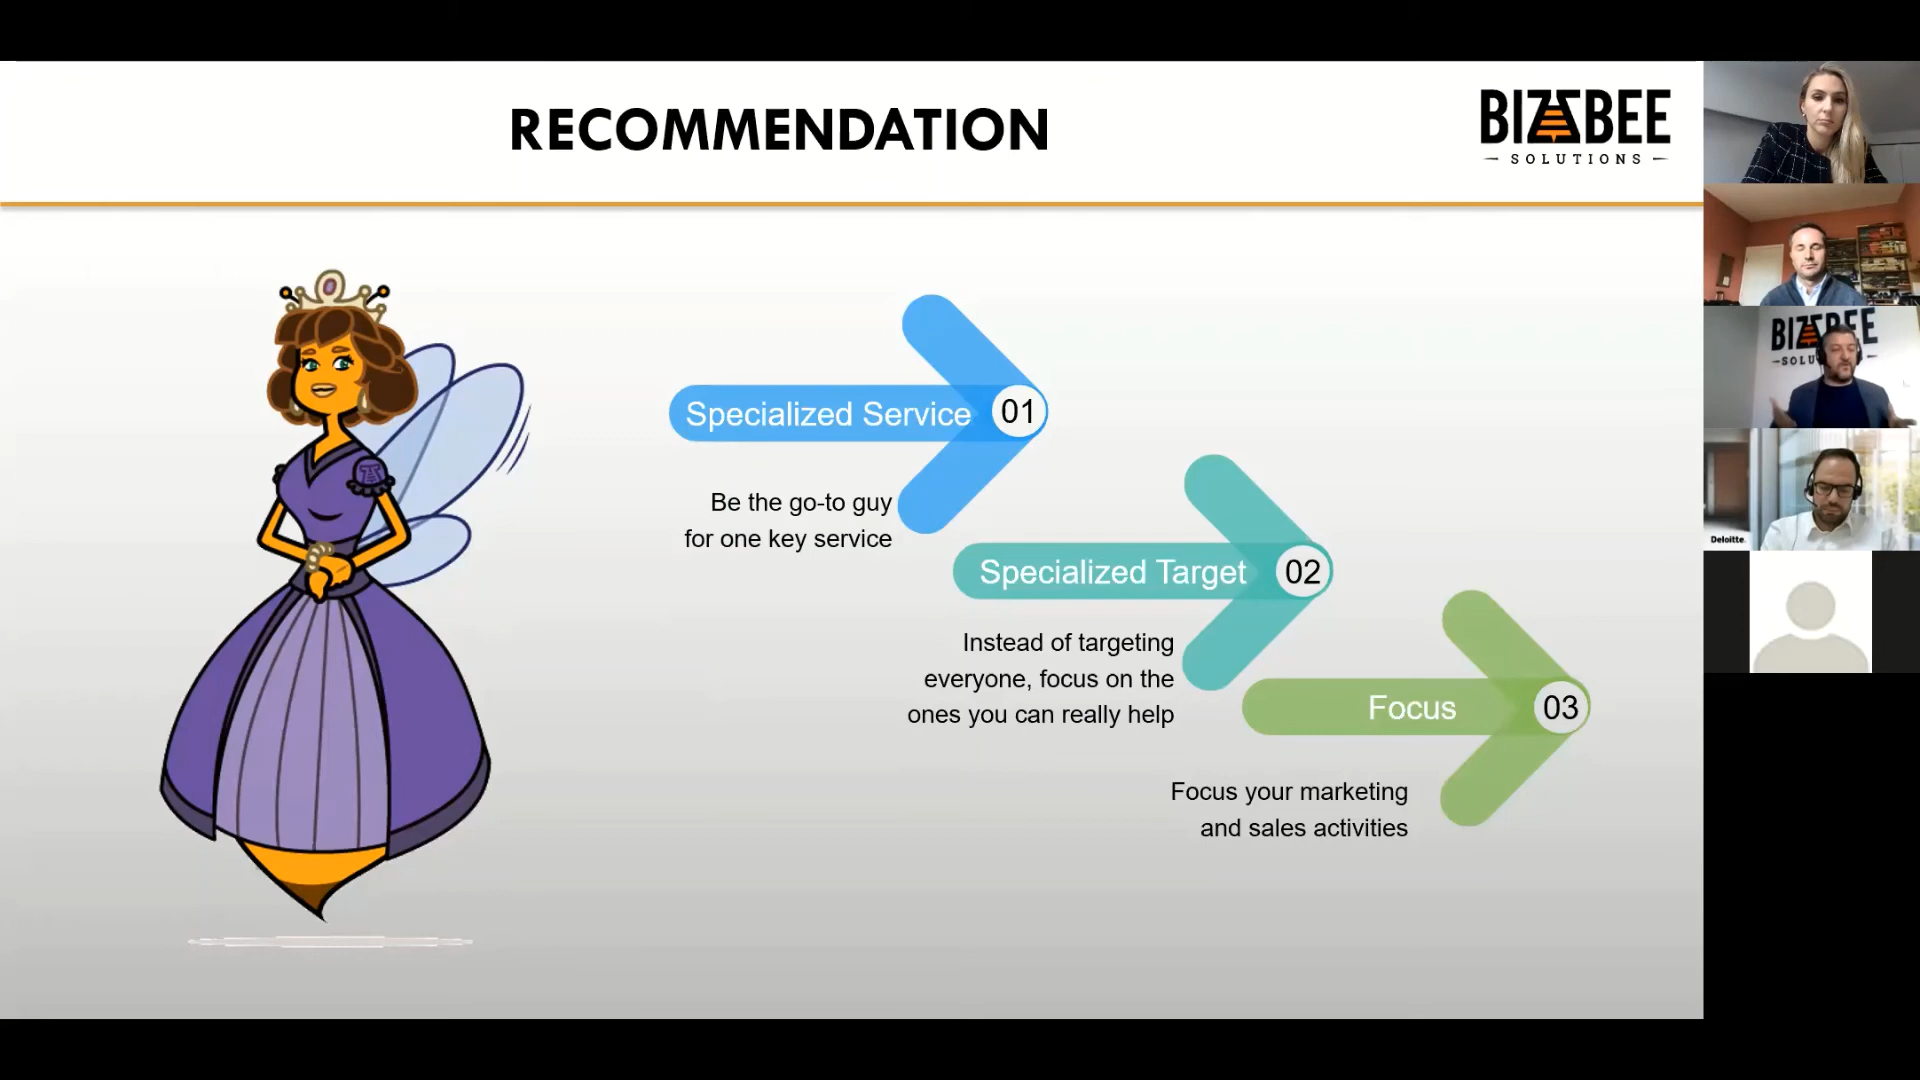 RECOMMENDATION
BIZZBEE
SOLUTIONS
Specialized Service 01
Be the go-to guy
for one key service
Specialized Target 02
Instead of targeting
everyone, focus on the
ones you can really help
Focus 03
Focus your marketing
and sales activities
Deloitte.